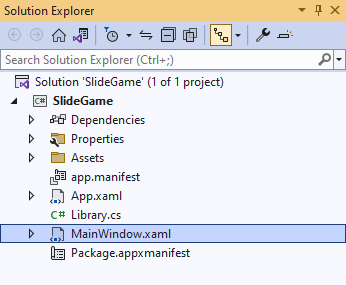 Solution Explorer
Search Solution Explorer (Ctrl+;)
Solution 'SlideGame' (1 of 1 project)
C# SlideGame
Dependencies
Properties
Assets
app.manifest
App.xaml
C# Library.cs
MainWindow.xaml
Package.appxmanifest